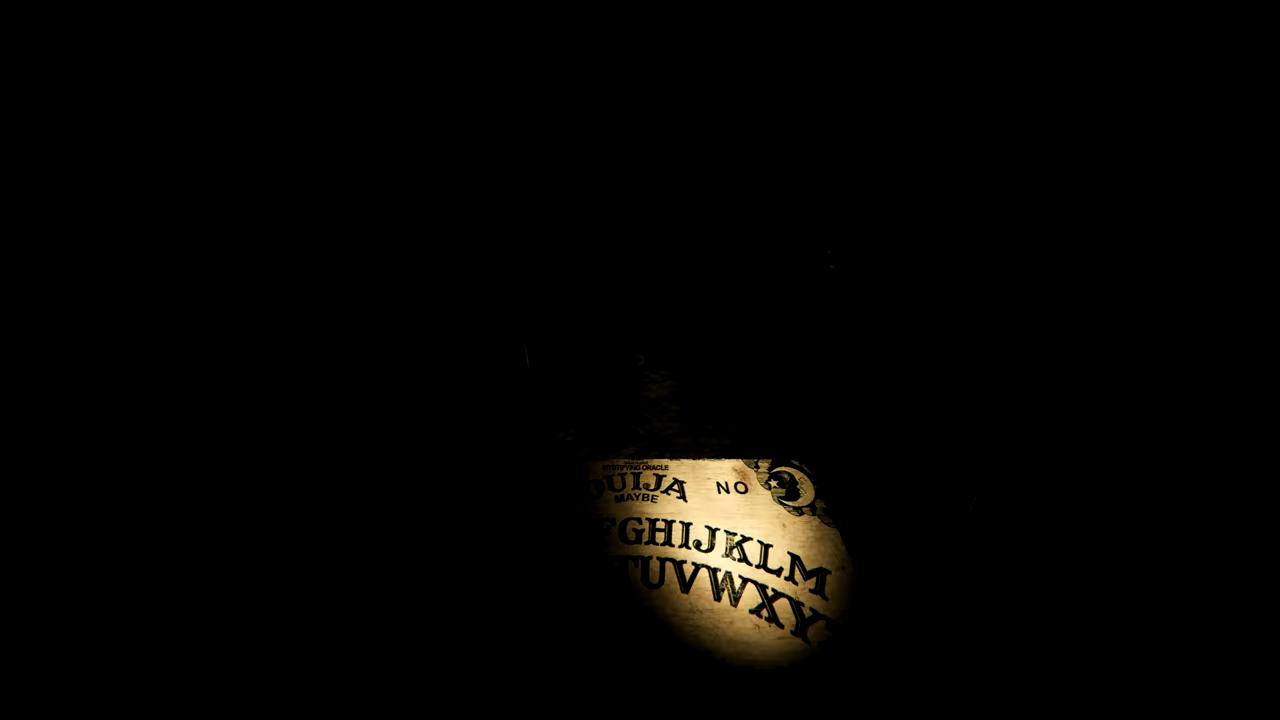 MYSTIFYING ORACLE
OUIJA
NO
MAYBE
FGHIJKLM
TUVWXY